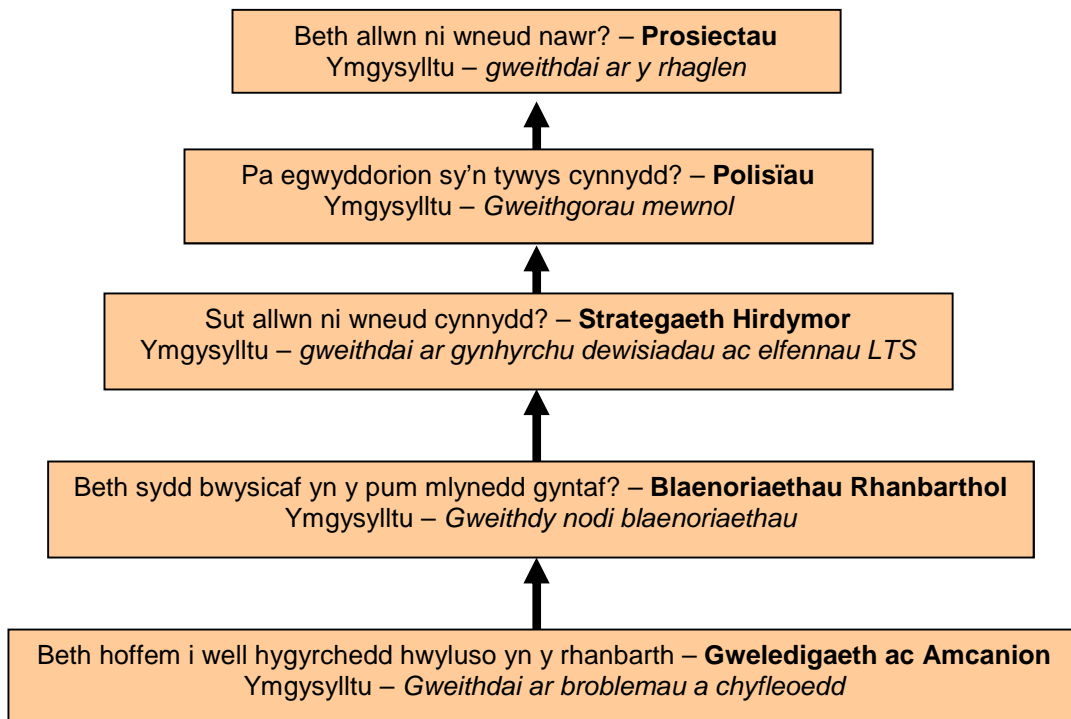 Beth allwn ni wneud nawr? – Prosiectau
Ymgysylltu – gweithdai ar y rhaglen
Pa egwyddorion sy’n tywys cynnydd? – Polisïau
Ymgysylltu – Gweithgorau mewnol
Sut allwn ni wneud cynnydd? – Strategaeth Hirdymor
Ymgysylltu – gweithdai ar gynhyrchu dewisiadau ac elfennau LTS
Beth sydd bwysicaf yn y pum mlynedd gyntaf? – Blaenoriaethau Rhanbarthol
Ymgysylltu – Gweithdy nodi blaenoriaethau
Beth hoffem i well hygyrchedd hwyluso yn y rhanbarth – Gweledigaeth ac Amcanion
Ymgysylltu – Gweithdai ar broblemau a chyfleoedd